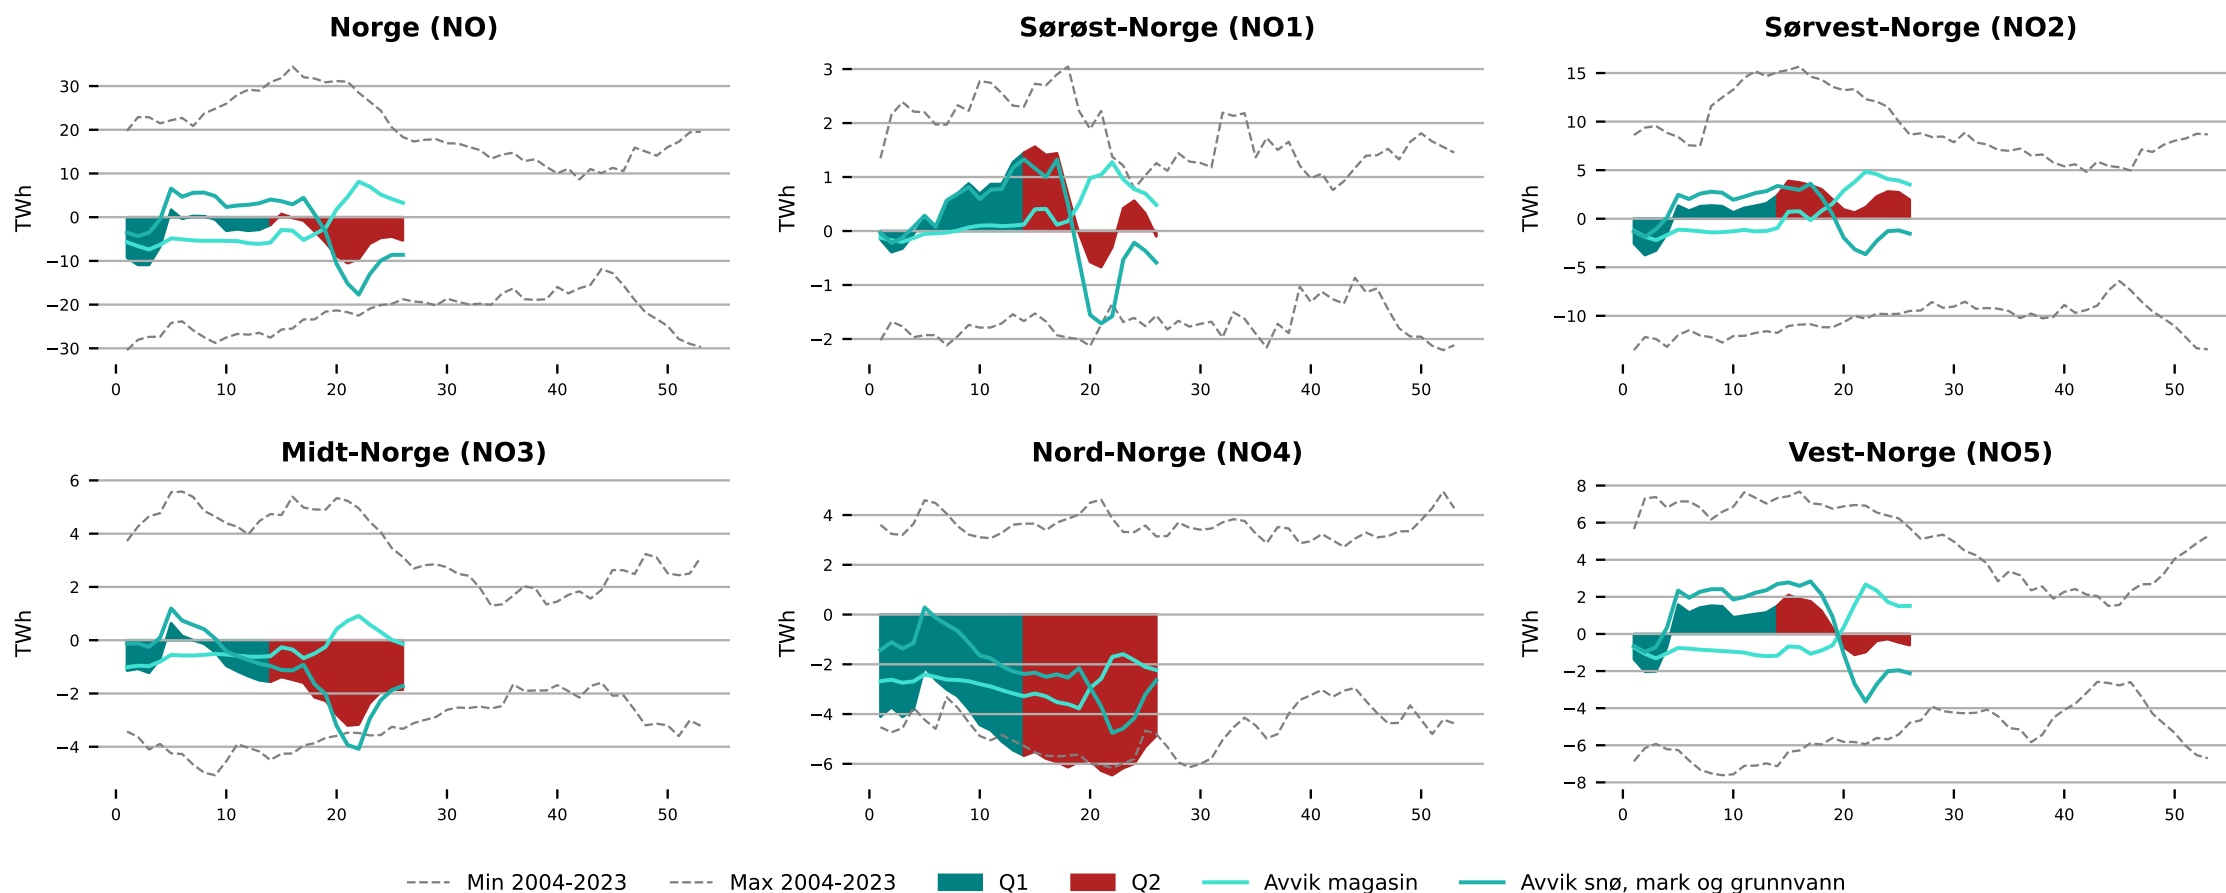 Norge (NO)
TWh
30
20
10
0
−10
−20
−30
0 10 20 30 40 50
Sørøst-Norge (NO1)
TWh
3
2
1
0
−1
−2
0 10 20 30 40 50
Sørvest-Norge (NO2)
TWh
15
10
5
0
−5
−10
0 10 20 30 40 50
Midt-Norge (NO3)
TWh
6
4
2
0
−2
−4
0 10 20 30 40 50
Nord-Norge (NO4)
TWh
4
2
0
−2
−4
−6
0 10 20 30 40 50
Vest-Norge (NO5)
TWh
8
6
4
2
0
−2
−4
−6
−8
0 10 20 30 40 50
Min 2004-2023 Max 2004-2023 Q1 Q2 Avvik magasin Avvik snø, mark og grunnvann